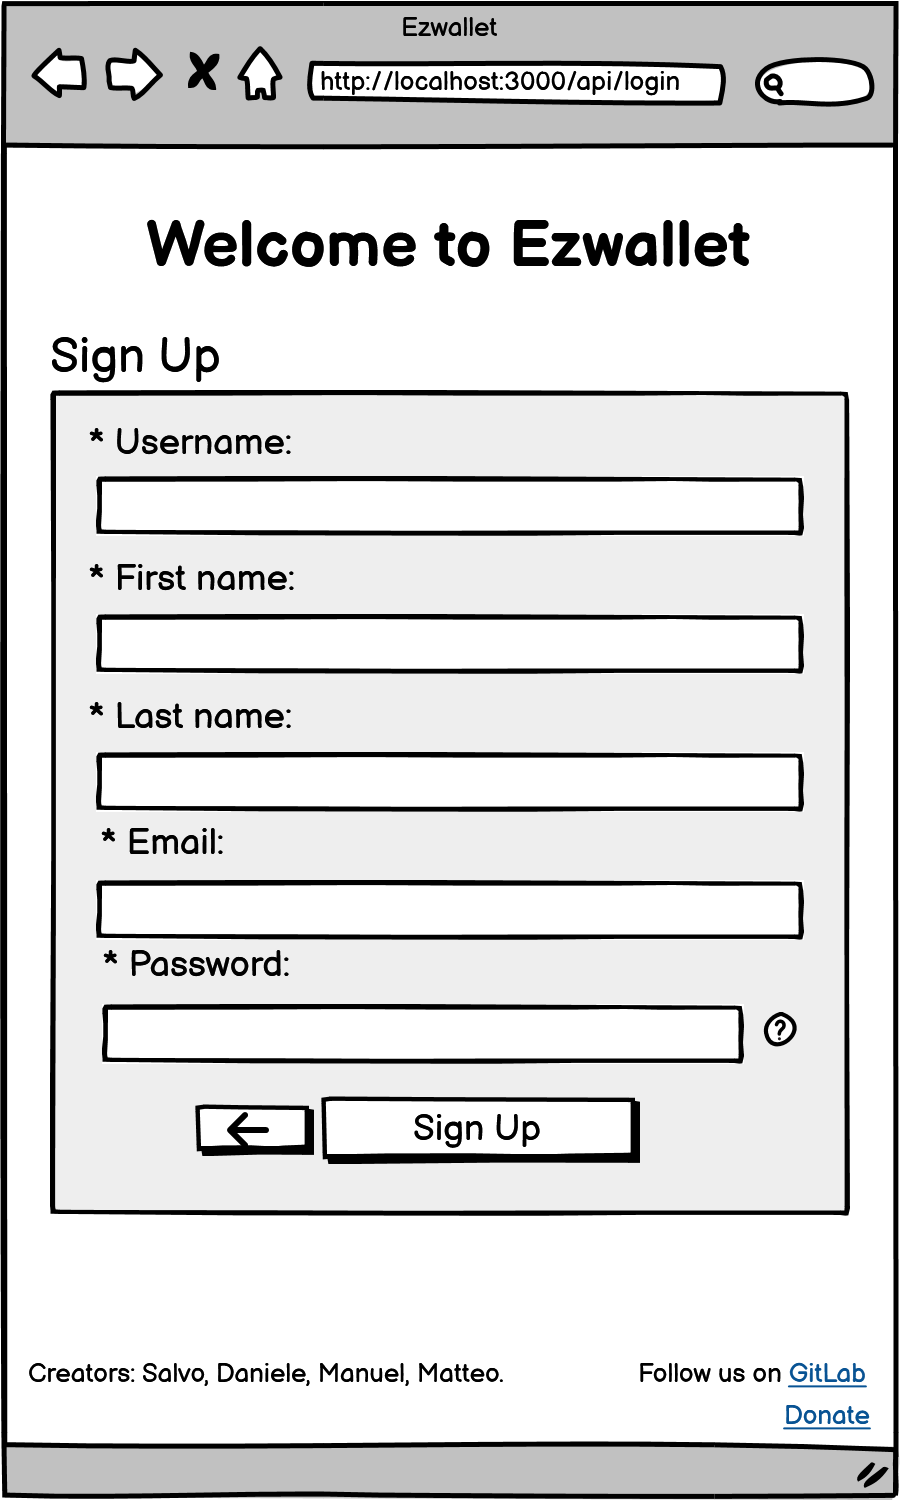 Ezwallet
http://localhost:3000/api/login
Welcome to Ezwallet
Sign Up
* Username:
* First name:
* Last name:
* Email:
* Password:
?
Sign Up
Creators: Salvo, Daniele, Manuel, Matteo.
Follow us on GitLab
Donate